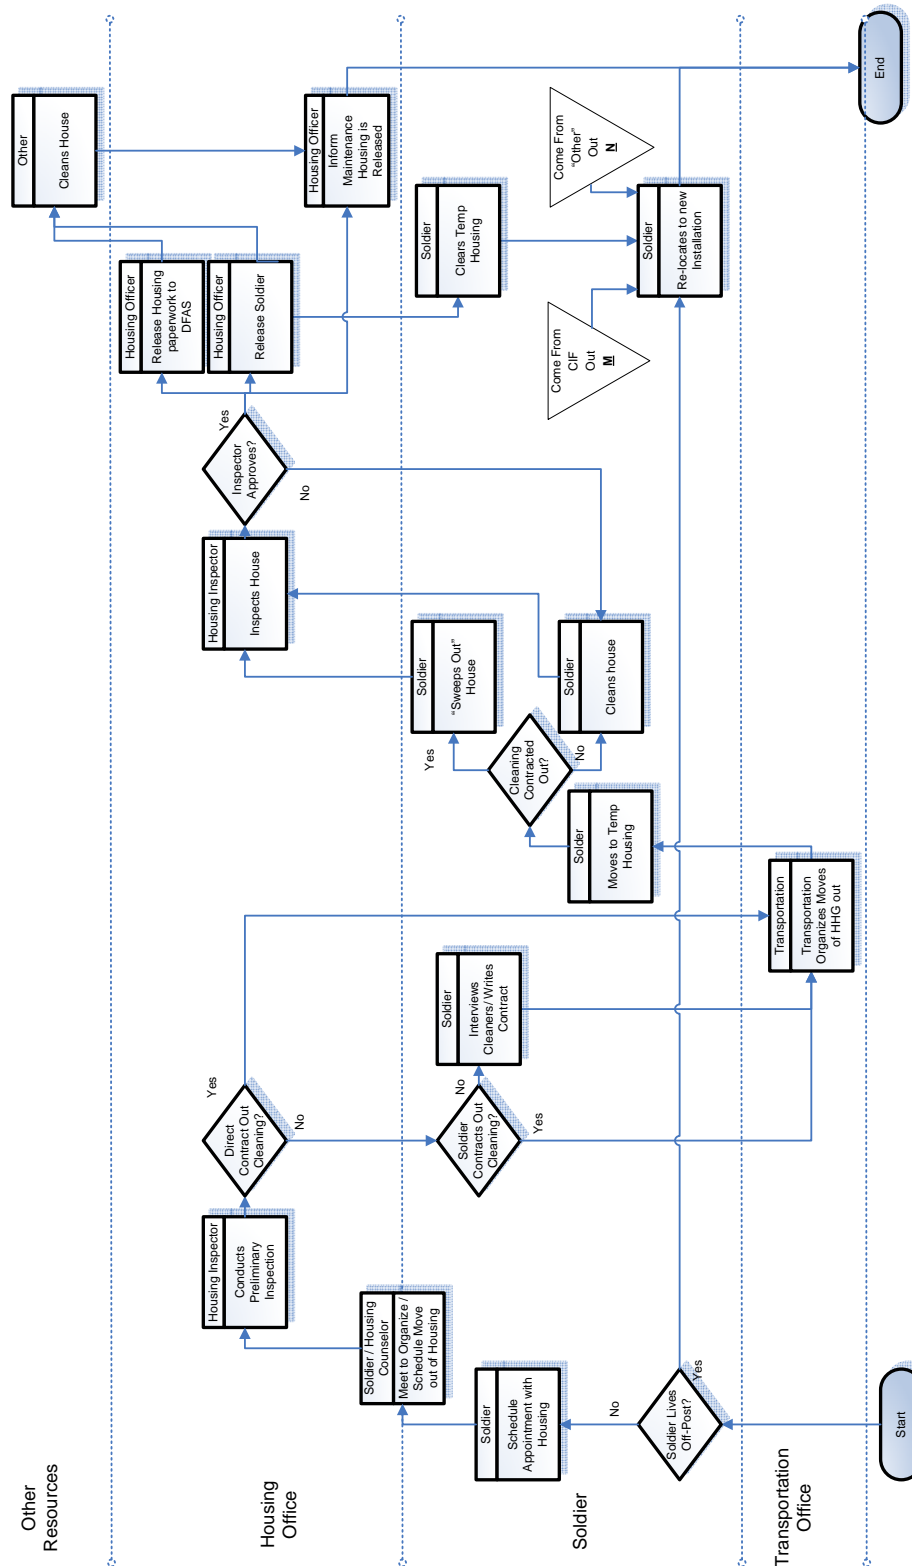 Other
Resources
Housing
Office
Soldier
Transportation
Office
Start
Soldier Lives
Off-Post?
Yes
No
Soldier
Schedule
Appointment with
Housing
Soldier / Housing
Counselor
Meet to Organize /
Schedule Move
out of Housing
Housing Inspector
Conducts
Preliminary
Inspection
Direct
Contract Out
Cleaning?
Yes
No
Soldier
Contracts Out
Cleaning?
No
Yes
Soldier
Interviews
Cleaners/ Writes
Contract
Transportation
Transportation
Organizes Moves
of HHG out
Soldier
Moves to Temp
Housing
Cleaning
Contracted
Out?
Yes
No
Soldier
“Sweeps Out”
House
Soldier
Cleans house
Housing Inspector
Inspects House
Inspector
Approves?
Yes
No
Housing Officer
Release Housing
paperwork to
DFAS
Housing Officer
Release Soldier
Other
Cleans House
Housing Officer
Inform
Maintenance
Housing is
Released
Soldier
Clears Temp
Housing
Come From
CIF
Out
M
Come From
“Other”
Out
N
Soldier
Re-locates to new
Installation
End